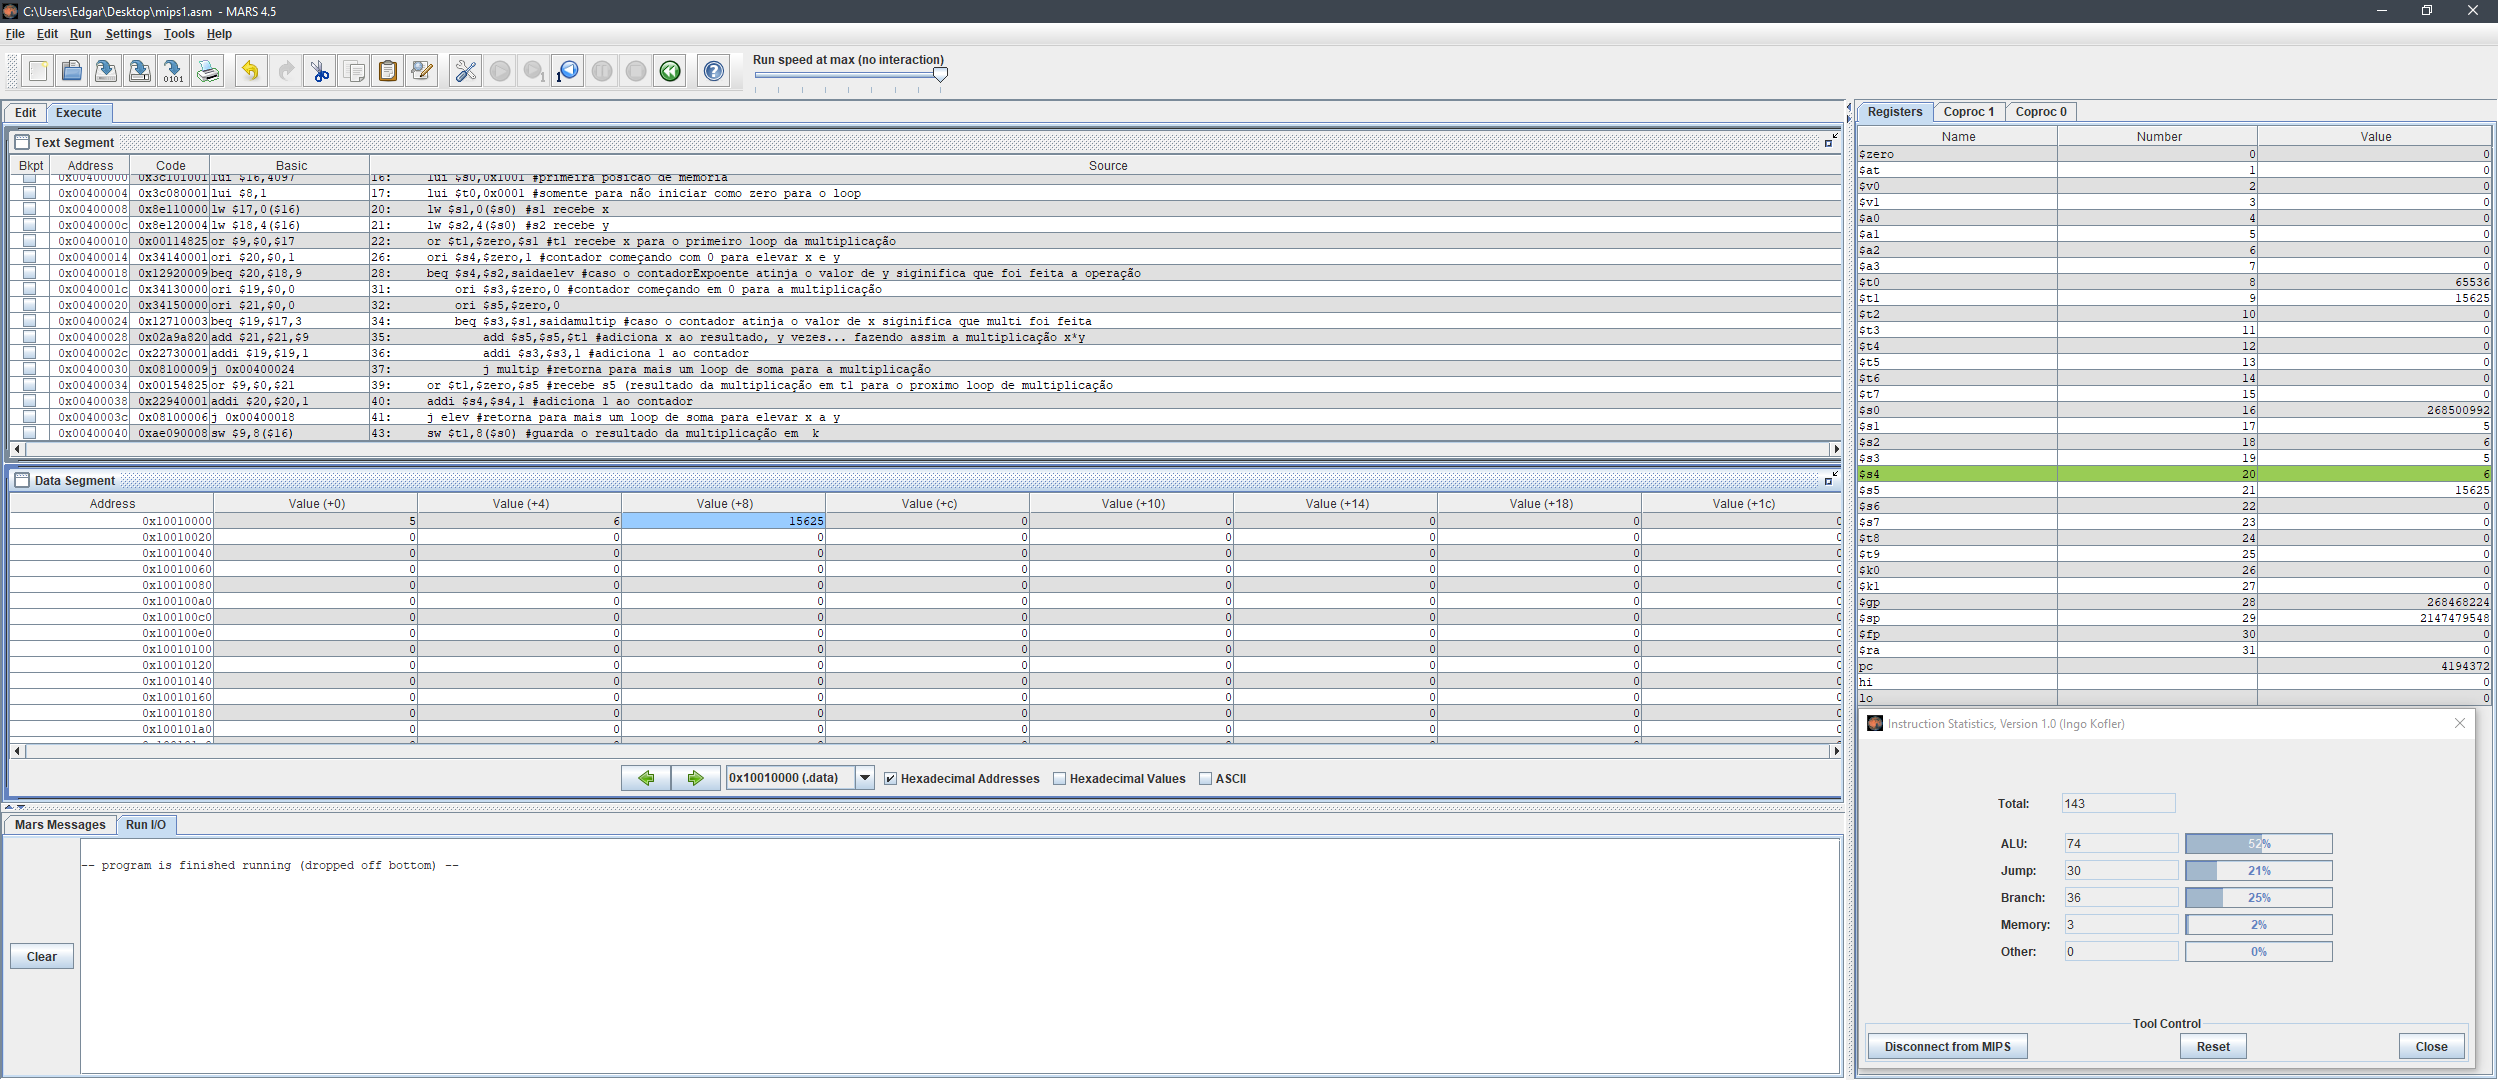 C:\Users\Edgar\Desktop\mips1.asm - MARS 4.5
File Edit Run Settings Tools Help
Run speed at max (no interaction)
Edit Execute
Text Segment
Bkpt Address Code Basic Source
0x00400000 0x3c101001 lui $16,4097 16: lui $s0,0x1001 #primeira posicao de memoria
0x00400004 0x3c080001 lui $8,1 17: lui $t0,0x0001 #somente para não iniciar como zero para o loop
0x00400008 0x8e110000 lw $17,0($16) 20: lw $s1,0($s0) #s1 recebe x
0x0040000c 0x8e120004 lw $18,4($16) 21: lw $s2,4($s0) #s2 recebe y
0x00400010 0x00114825 or $9,$0,$17 22: or $t1,$zero,$s1 #t1 recebe x para o primeiro loop da multiplicação
0x00400014 0x34140001 ori $20,$0,1 26: ori $s4,$zero,1 #contador começando com 0 para elevar x e y
0x00400018 0x12920009 beq $20,$18,9 28: beq $s4,$s2,saidaelev #caso o contadorExpoente atinja o valor de y siginifica que foi feita a operação
0x0040001c 0x34130000 ori $19,$0,0 31: ori $s3,$zero,0 #contador começando em 0 para a multiplicação
0x00400020 0x34150000 ori $21,$0,0 32: ori $s5,$zero,0
0x00400024 0x12710003 beq $19,$17,3 34: beq $s3,$s1,saidamultip #caso o contador atinja o valor de x siginifica que multi foi feita
0x00400028 0x02a9a820 add $21,$21,$9 35: add $s5,$s5,$t1 #adiciona x ao resultado, y vezes... fazendo assim a multiplicação x*y
0x0040002c 0x22730001 addi $19,$19,1 36: addi $s3,$s3,1 #adiciona 1 ao contador
0x00400030 0x08100009 j 0x00400024 37: j multip #retorna para mais um loop de soma para a multiplicação
0x00400034 0x00154825 or $9,$0,$21 39: or $t1,$zero,$s5 #recebe s5 (resultado da multiplicação em t1 para o proximo loop de multiplicação
0x00400038 0x22940001 addi $20,$20,1 40: addi $s4,$s4,1 #adiciona 1 ao contador
0x0040003c 0x08100006 j 0x00400018 41: j elev #retorna para mais um loop de soma para elevar x a y
0x00400040 0xae090008 sw $9,8($16) 43: sw $t1,8($s0) #guarda o resultado da multiplicação em k
Data Segment
Address Value (+0) Value (+4) Value (+8) Value (+c) Value (+10) Value (+14) Value (+18) Value (+1c)
0x10010000 5 6 15625 0 0 0 0 0
0x10010020 0 0 0 0 0 0 0 0
0x10010040 0 0 0 0 0 0 0 0
0x10010060 0 0 0 0 0 0 0 0
0x10010080 0 0 0 0 0 0 0 0
0x100100a0 0 0 0 0 0 0 0 0
0x100100c0 0 0 0 0 0 0 0 0
0x100100e0 0 0 0 0 0 0 0 0
0x10010100 0 0 0 0 0 0 0 0
0x10010120 0 0 0 0 0 0 0 0
0x10010140 0 0 0 0 0 0 0 0
0x10010160 0 0 0 0 0 0 0 0
0x10010180 0 0 0 0 0 0 0 0
0x100101a0 0 0 0 0 0 0 0 0
0x10010000 (.data) Hexadecimal Addresses Hexadecimal Values ASCII
Mars Messages Run I/O
-- program is finished running (dropped off bottom) --
Clear
Registers Coproc 1 Coproc 0
Name Number Value
$zero 0 0
$at 1 0
$v0 2 0
$v1 3 0
$a0 4 0
$a1 5 0
$a2 6 0
$a3 7 0
$t0 8 65536
$t1 9 15625
$t2 10 0
$t3 11 0
$t4 12 0
$t5 13 0
$t6 14 0
$t7 15 0
$s0 16 268500992
$s1 17 5
$s2 18 6
$s3 19 5
$s4 20 6
$s5 21 15625
$s6 22 0
$s7 23 0
$t8 24 0
$t9 25 0
$k0 26 0
$k1 27 0
$gp 28 268468224
$sp 29 2147479548
$fp 30 0
$ra 31 0
pc 4194372
hi 0
lo 0
Instruction Statistics, Version 1.0 (Ingo Kofler)
Total: 143
ALU: 74 52%
Jump: 30 21%
Branch: 36 25%
Memory: 3 2%
Other: 0 0%
Tool Control
Disconnect from MIPS Reset Close